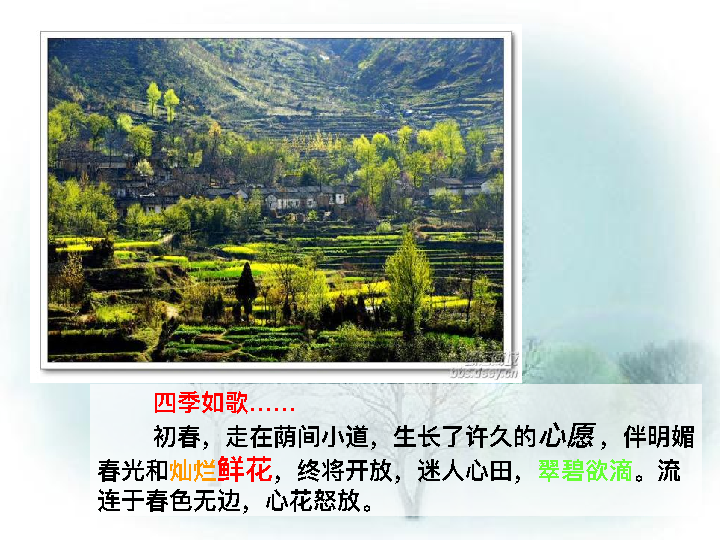 四季如歌……
初春，走在荫间小道，生长了许久的心愿，伴明媚
春光和灿烂鲜花，终将开放，迷人心田，翠碧欲滴。流
连于春色无边，心花怒放。